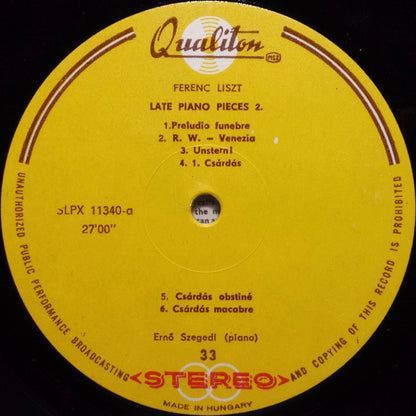 Qualiton
MSZ
FERENC LISZT
LATE PIANO PIECES 2.
1.Preludio funebre
2. R. W. – Venezia
3. Unstern!
4. 1. Csárdás
SLPX 11340-a
27'00"
5. Csárdás obstiné
6. Csárdás macabre
Ernő Szegedi (piano)
33
STEREO
MADE IN HUNGARY
UNAUTHORIZED PUBLIC PERFORMANCE BROADCASTING AND COPYING OF THIS RECORD IS PROHIBITED
the n